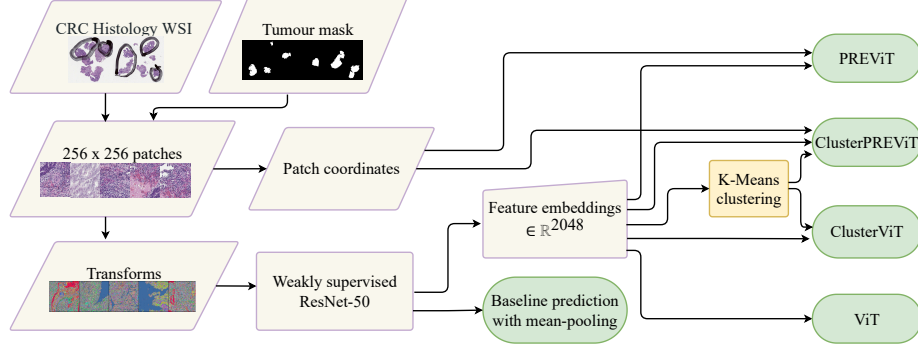 CRC Histology WSI
Tumour mask
PREViT
256 x 256 patches
Patch coordinates
ClusterPREViT
K-Means
clustering
Feature embeddings
∈ ℝ^2048
ClusterViT
Transforms
Weakly supervised
ResNet-50
Baseline prediction
with mean-pooling
ViT